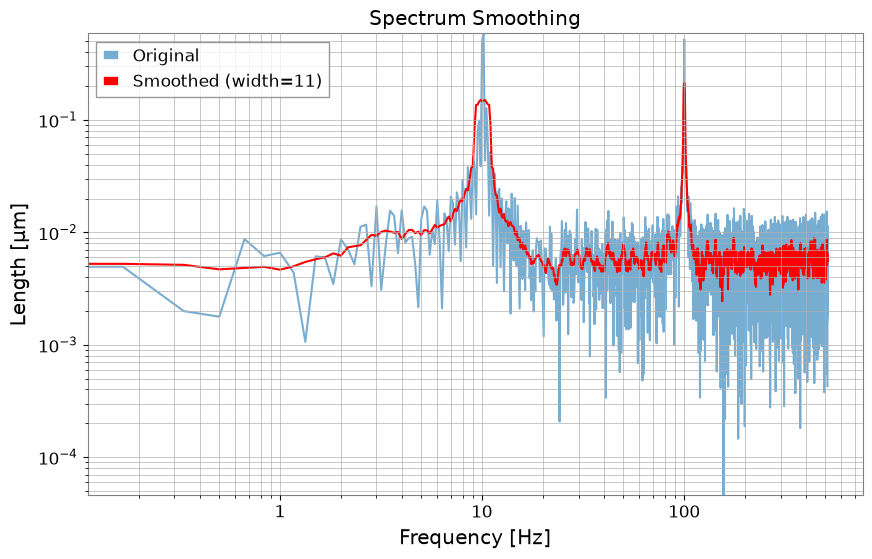 Spectrum Smoothing
Original
Smoothed (width=11)
10⁻¹
10⁻²
10⁻³
10⁻⁴
Length [µm]
1 10 100
Frequency [Hz]